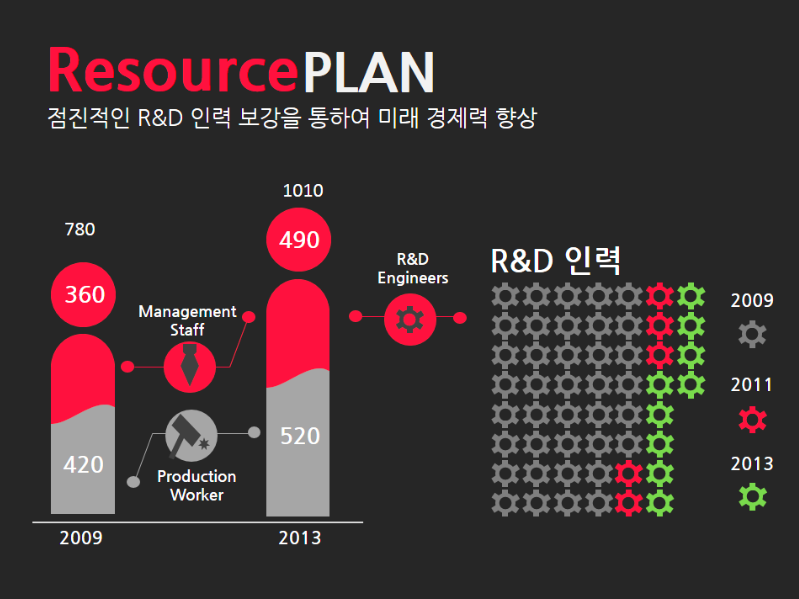 ResourcePLAN
점진적인 R&D 인력 보강을 통하여 미래 경제력 향상
780
360
420
2009
Management
Staff
Production
Worker
1010
490
520
2013
R&D
Engineers
R&D 인력
2009
2011
2013